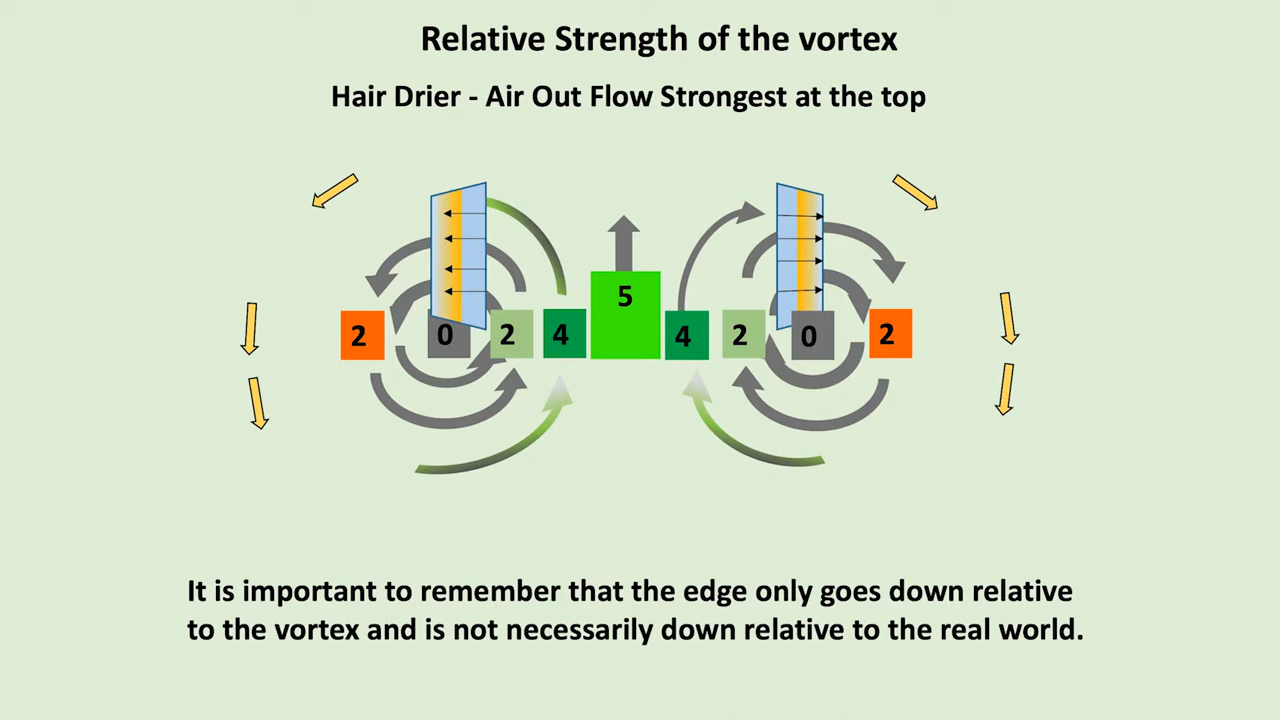 Relative Strength of the vortex
Hair Drier - Air Out Flow Strongest at the top
5
2 0 2 4 4 2 0 2
It is important to remember that the edge only goes down relative
to the vortex and is not necessarily down relative to the real world.